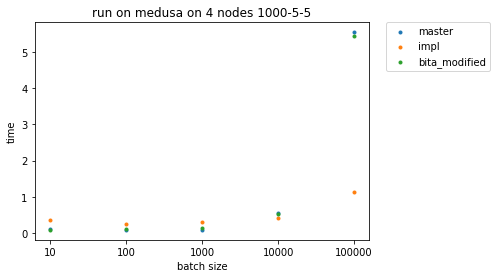 run on medusa on 4 nodes 1000-5-5
master
impl
bita_modified
time
5
4
3
2
1
0
10 100 1000 10000 100000
batch size